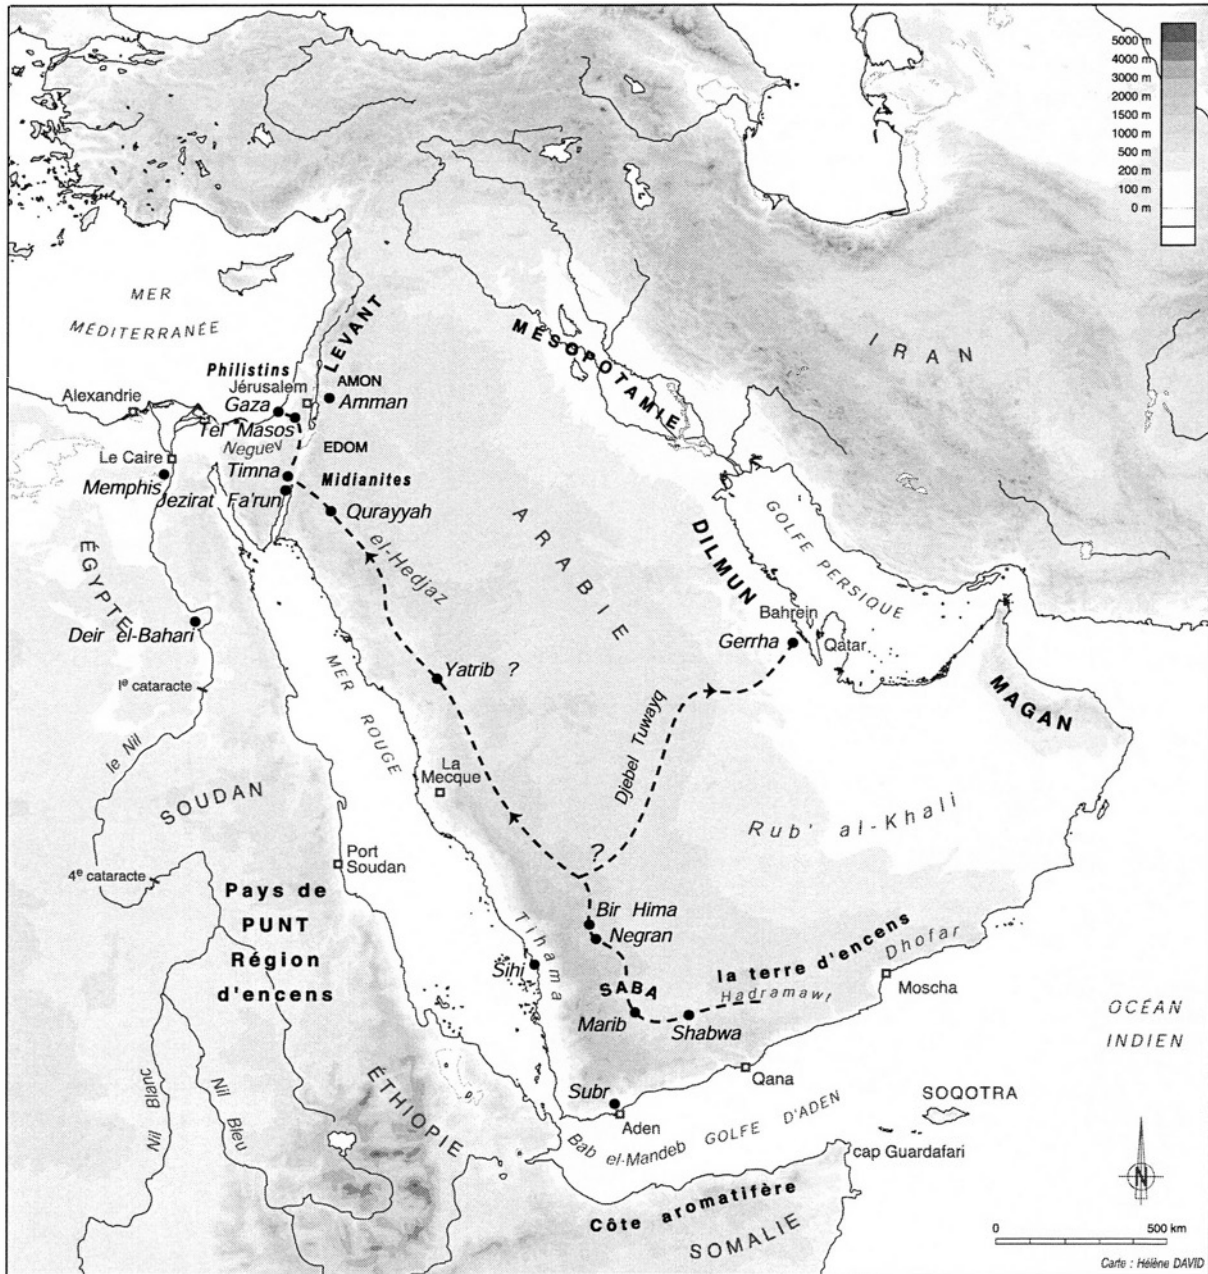 5000 m
4000 m
3000 m
2000 m
1500 m
1000 m
500 m
200 m
100 m
0 m
MER
MÉDITERRANÉE
LEVANT
MÉSOPOTAMIE
IRAN
Philistins
Jérusalem
AMON
Alexandrie
Gaza
Amman
Tel Masos
Neguev
EDOM
Le Caire
Timna
Midianites
Memphis
Jezirat Fa'run
Qurayyah
ARABIE
el-Hedjaz
DILMUN
GOLFE PERSIQUE
ÉGYPTE
Bahrein
Deir el-Bahari
Gerrha
Qatar
MER ROUGE
Yatrib ?
Iᵉ cataracte
MAGAN
le Nil
Djebel Tuwayq
La
Mecque
SOUDAN
Rub' al-Khali
?
Port
Soudan
4ᵉ cataracte
Pays de
PUNT
Région
d'encens
Bir Hima
Negran
Tihama
la terre d'encens
Dhofar
Sihi
SABA
Hadramawt
Moscha
Marib
Shabwa
OCÉAN
INDIEN
Nil Blanc
Nil Bleu
ÉTHIOPIE
Qana
Subr
SOQOTRA
Aden
Bab el-Mandeb
GOLFE D'ADEN
cap Guardafari
N
Côte aromatifère
SOMALIE
0 500 km
Carte : Hélène DAVID